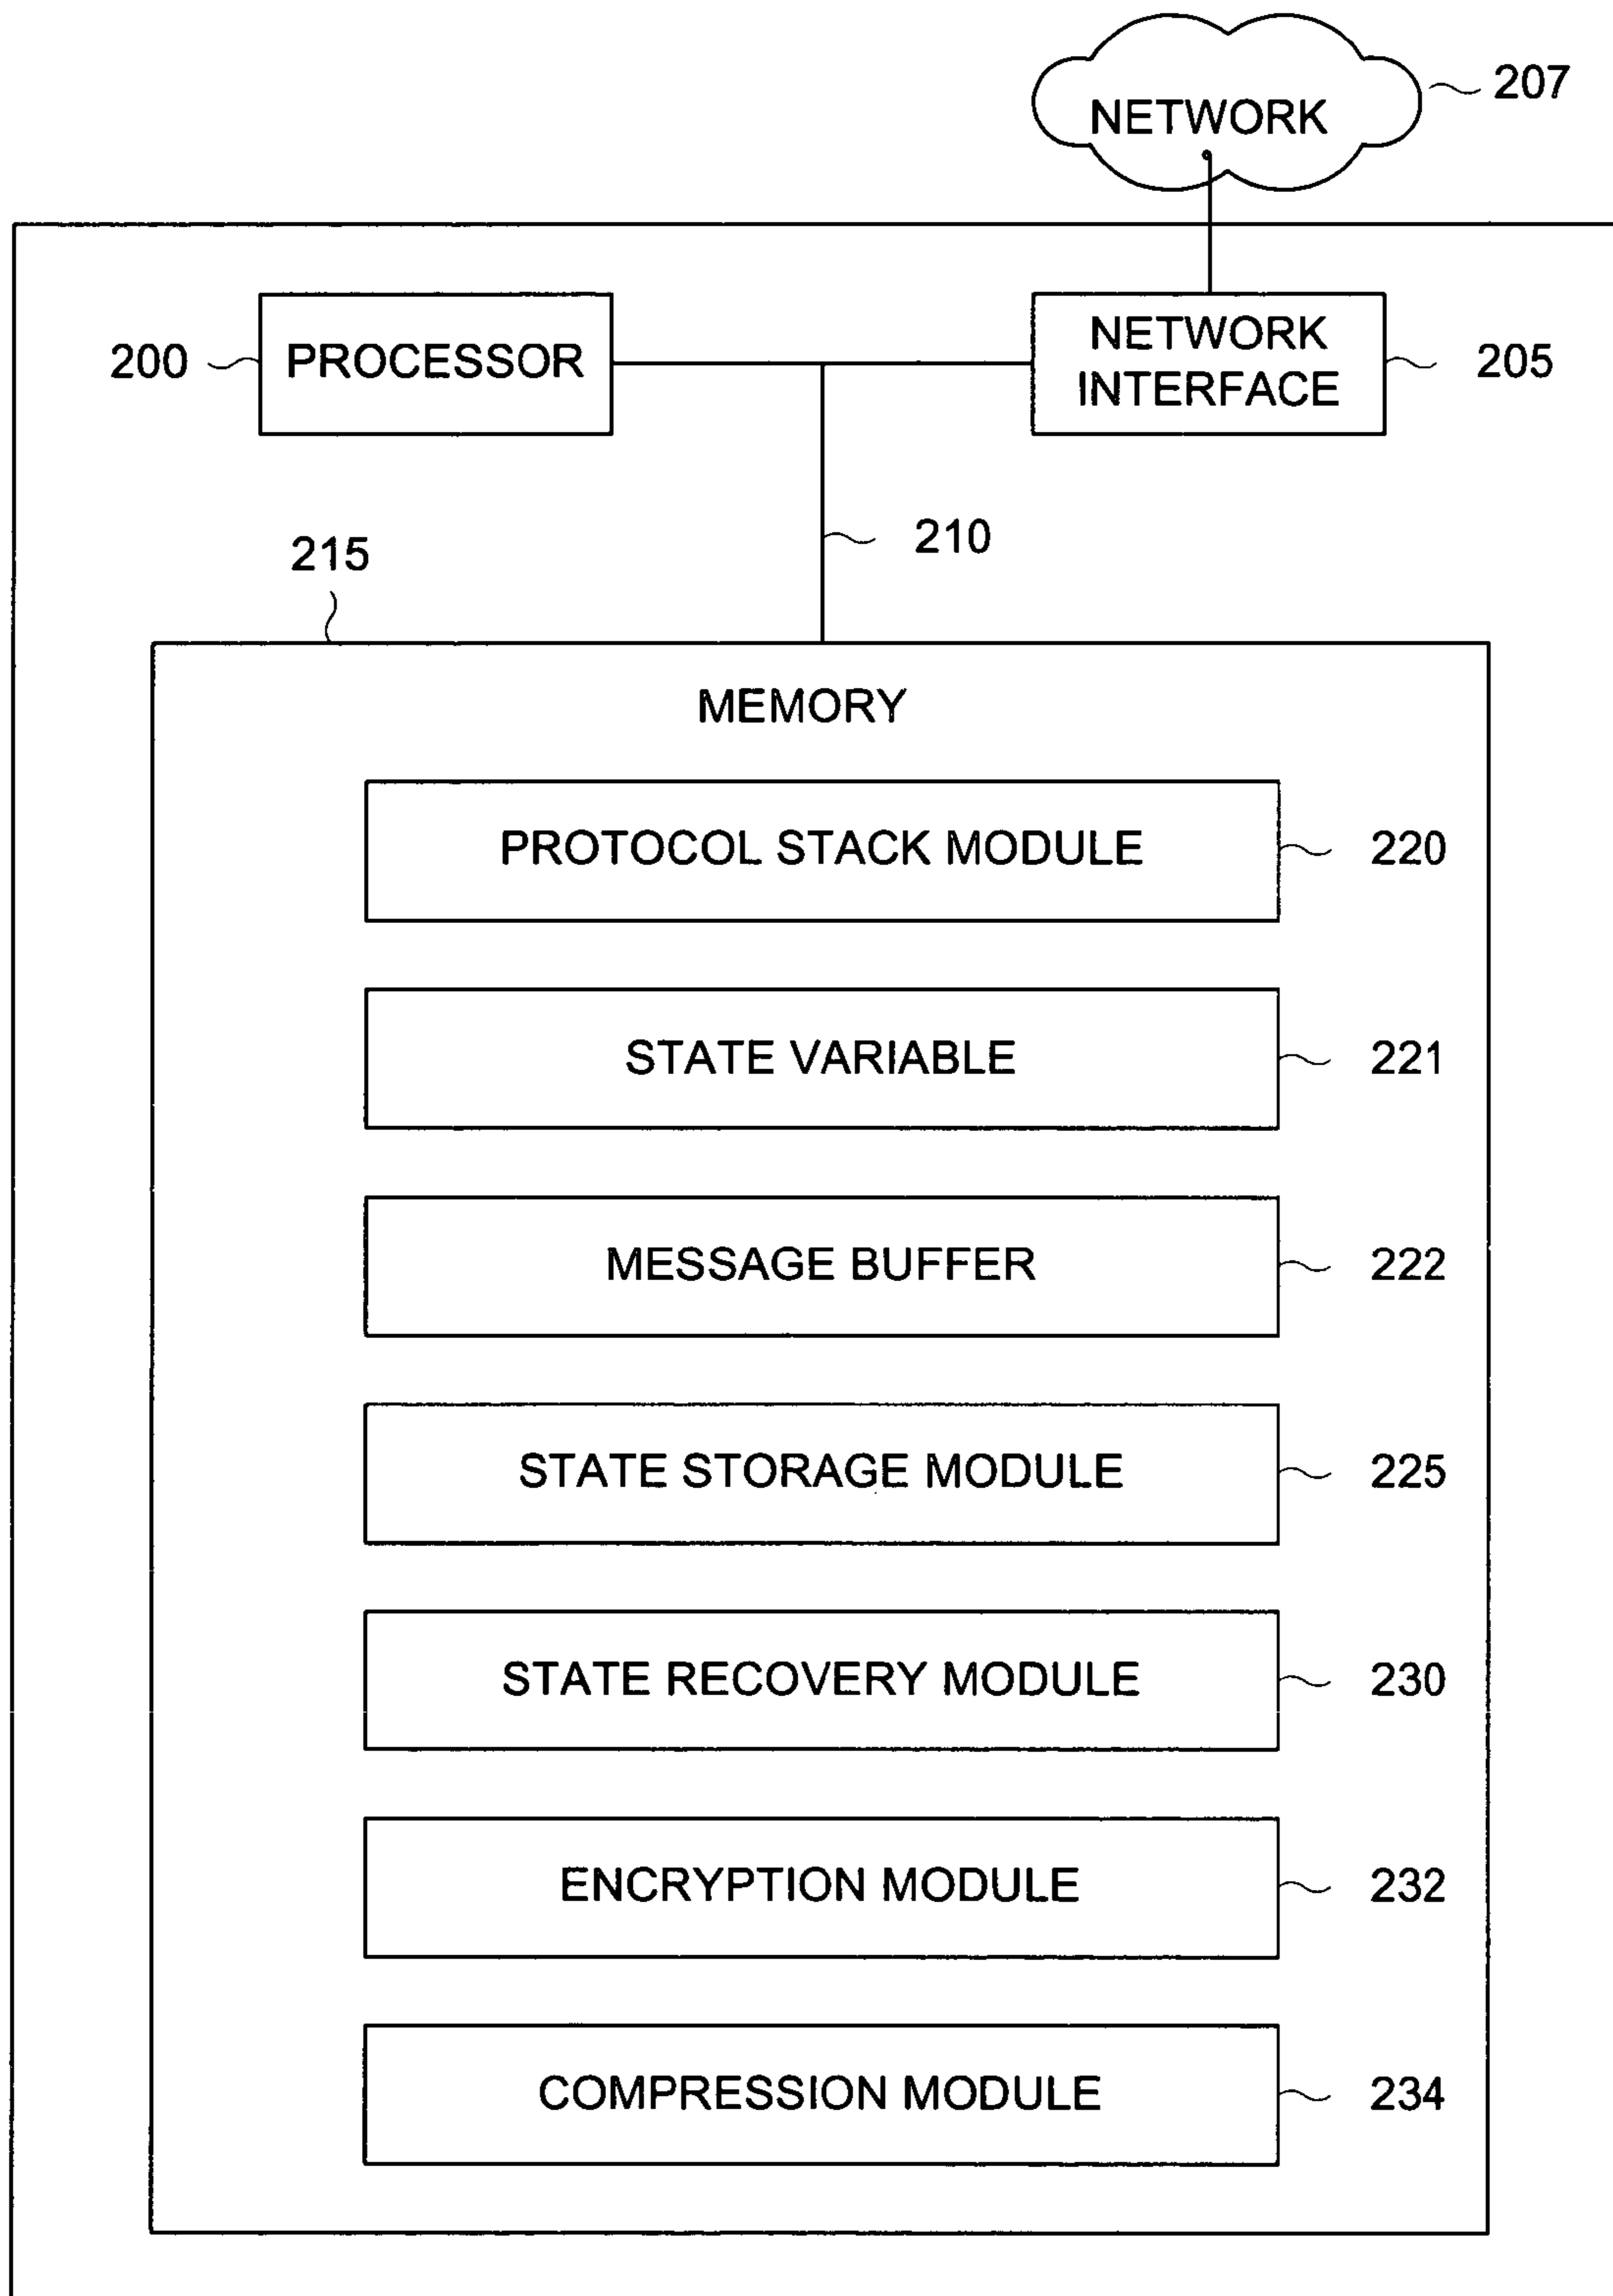 NETWORK
207
200
PROCESSOR
NETWORK
INTERFACE
205
210
215
MEMORY
PROTOCOL STACK MODULE
220
STATE VARIABLE
221
MESSAGE BUFFER
222
STATE STORAGE MODULE
225
STATE RECOVERY MODULE
230
ENCRYPTION MODULE
232
COMPRESSION MODULE
234